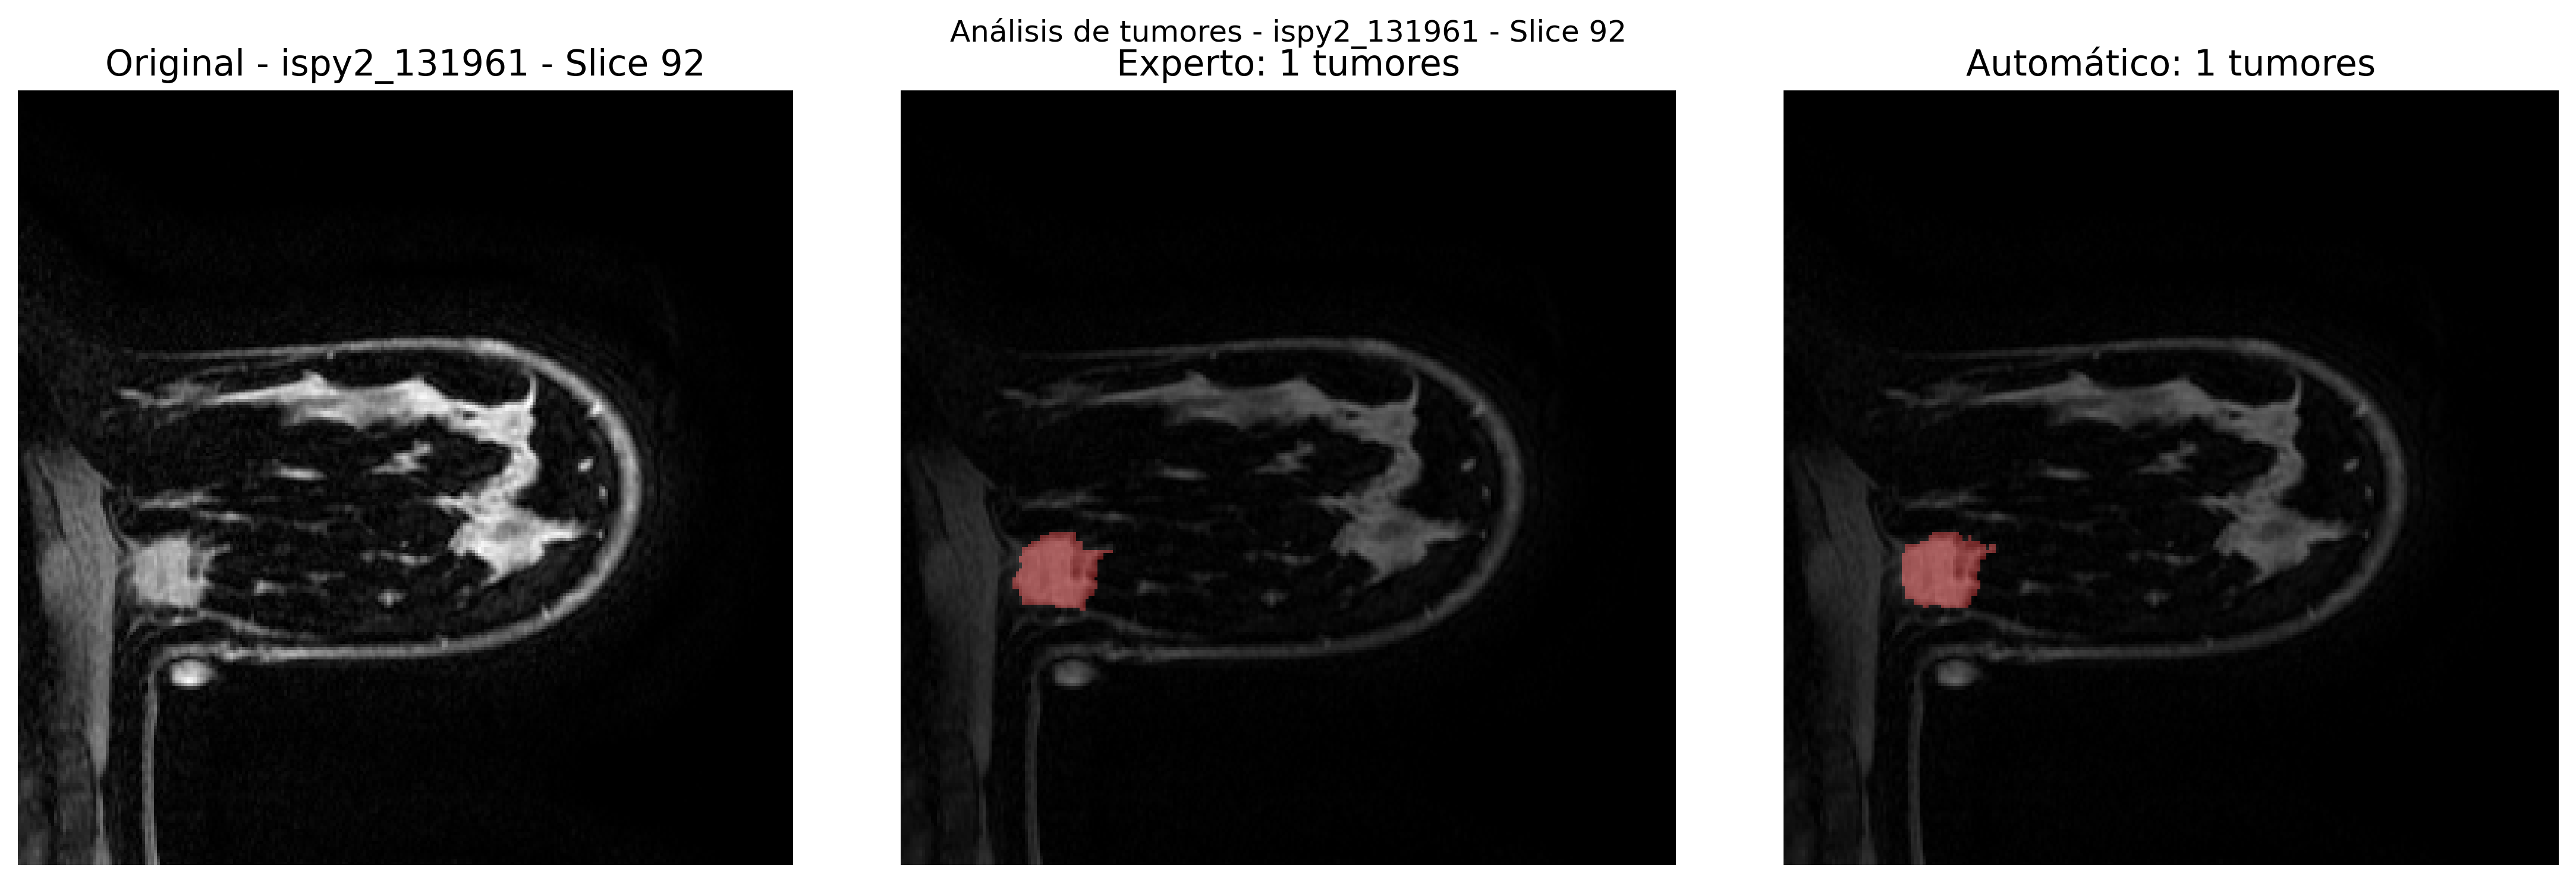 Análisis de tumores - ispy2_131961 - Slice 92
Original - ispy2_131961 - Slice 92
Experto: 1 tumores
Automático: 1 tumores